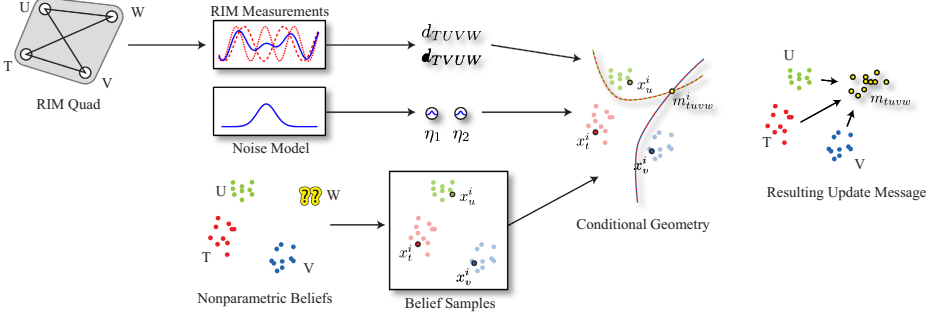 U
W
T
V
RIM Quad
RIM Measurements
d_{TUVW}
d_{TVUW}
Noise Model
η_1 η_2
U
??
W
T
V
Nonparametric Beliefs
x_u^i
x_t^i
x_v^i
Belief Samples
x_u^i
m_{tuvw}^i
x_t^i
x_v^i
Conditional Geometry
U
m_{tuvw}
T
V
Resulting Update Message